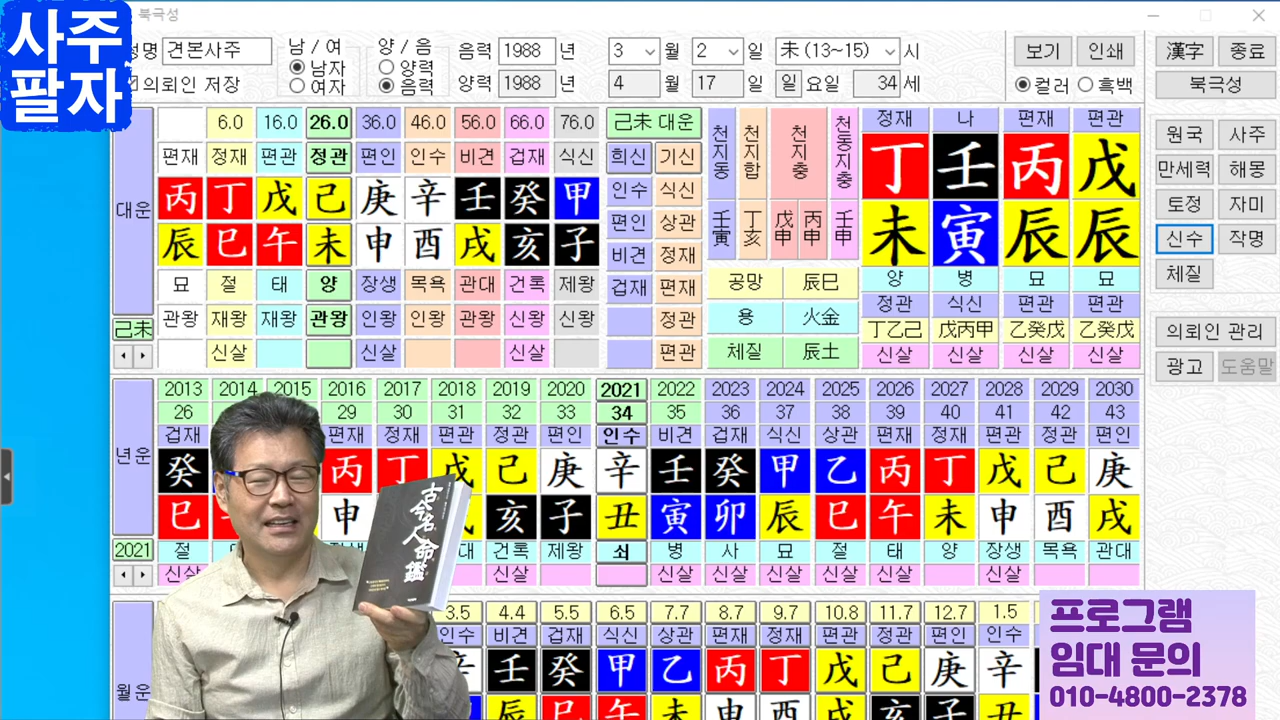 사주
팔자
북극성
성명 견본사주 남 / 여 양 / 음 음력 1988 년 3 월 2 일 未 (13~15) 시 보기 인쇄 漢字 종료
의뢰인 저장 남자 양력 양력 1988 년 4 월 17 일 일 요일 34 세 컬러 흑백 북극성
여자 음력
대운
6.0 16.0 26.0 36.0 46.0 56.0 66.0 76.0
편재 정재 편관 정관 편인 인수 비견 겁재 식신
丙 丁 戊 己 庚 辛 壬 癸 甲
辰 巳 午 未 申 酉 戌 亥 子
묘 절 태 양 장생 목욕 관대 건록 제왕
관왕 재왕 재왕 관왕 인왕 인왕 관왕 신왕 신왕
己未
신살 신살 신살
己未 대운
희신 기신
인수 식신
편인 상관
비견 정재
겁재 편재
정관
편관
천지동 천지합 천지충 천동지충
壬寅 丁亥 戊申 丙申 壬申
공망 辰巳
용 火金
체질 辰土
정재 나 편재 편관
丁 壬 丙 戊
未 寅 辰 辰
양 병 묘 묘
정관 식신 편관 편관
丁乙己 戊丙甲 乙癸戊 乙癸戊
신살 신살 신살 신살
원국 사주
만세력 해몽
토정 자미
신수 작명
체질
의뢰인 관리
광고 도움말
년운
2013 2014 2015 2016 2017 2018 2019 2020 2021 2022 2023 2024 2025 2026 2027 2028 2029 2030
26 29 30 31 32 33 34 35 36 37 38 39 40 41 42 43
겁재 편재 정재 편관 정관 편인 인수 비견 겁재 식신 상관 편재 정재 편관 정관 편인
癸 丙 丁 戊 己 庚 辛 壬 癸 甲 乙 丙 丁 戊 己 庚
巳 申 亥 子 丑 寅 卯 辰 巳 午 未 申 酉 戌
2021
절 장생 건록 제왕 쇠 병 사 묘 절 태 양 장생 목욕 관대
신살 신살 신살 신살 신살 신살 신살 신살
古今名人命鑑
월운
3.5 4.4 5.5 6.5 7.7 8.7 9.7 10.8 11.7 12.7 1.5
인수 비견 겁재 식신 상관 편재 정재 편관 정관 편인 인수
辛 壬 癸 甲 乙 丙 丁 戊 己 庚 辛
辰 巳 午 未 申 酉 戌 亥 子 丑
프로그램
임대 문의
010-4800-2378